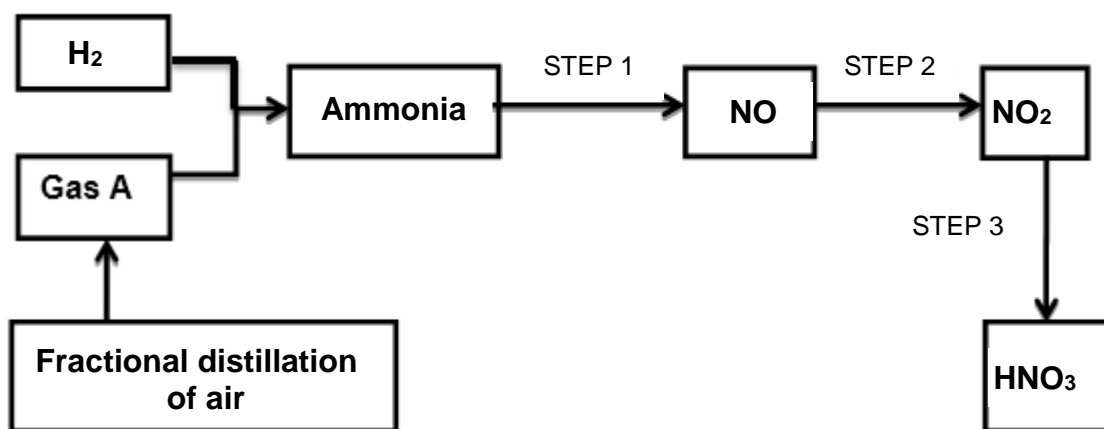 H₂
STEP 1
STEP 2
Ammonia
NO
NO₂
Gas A
STEP 3
Fractional distillation
of air
HNO₃